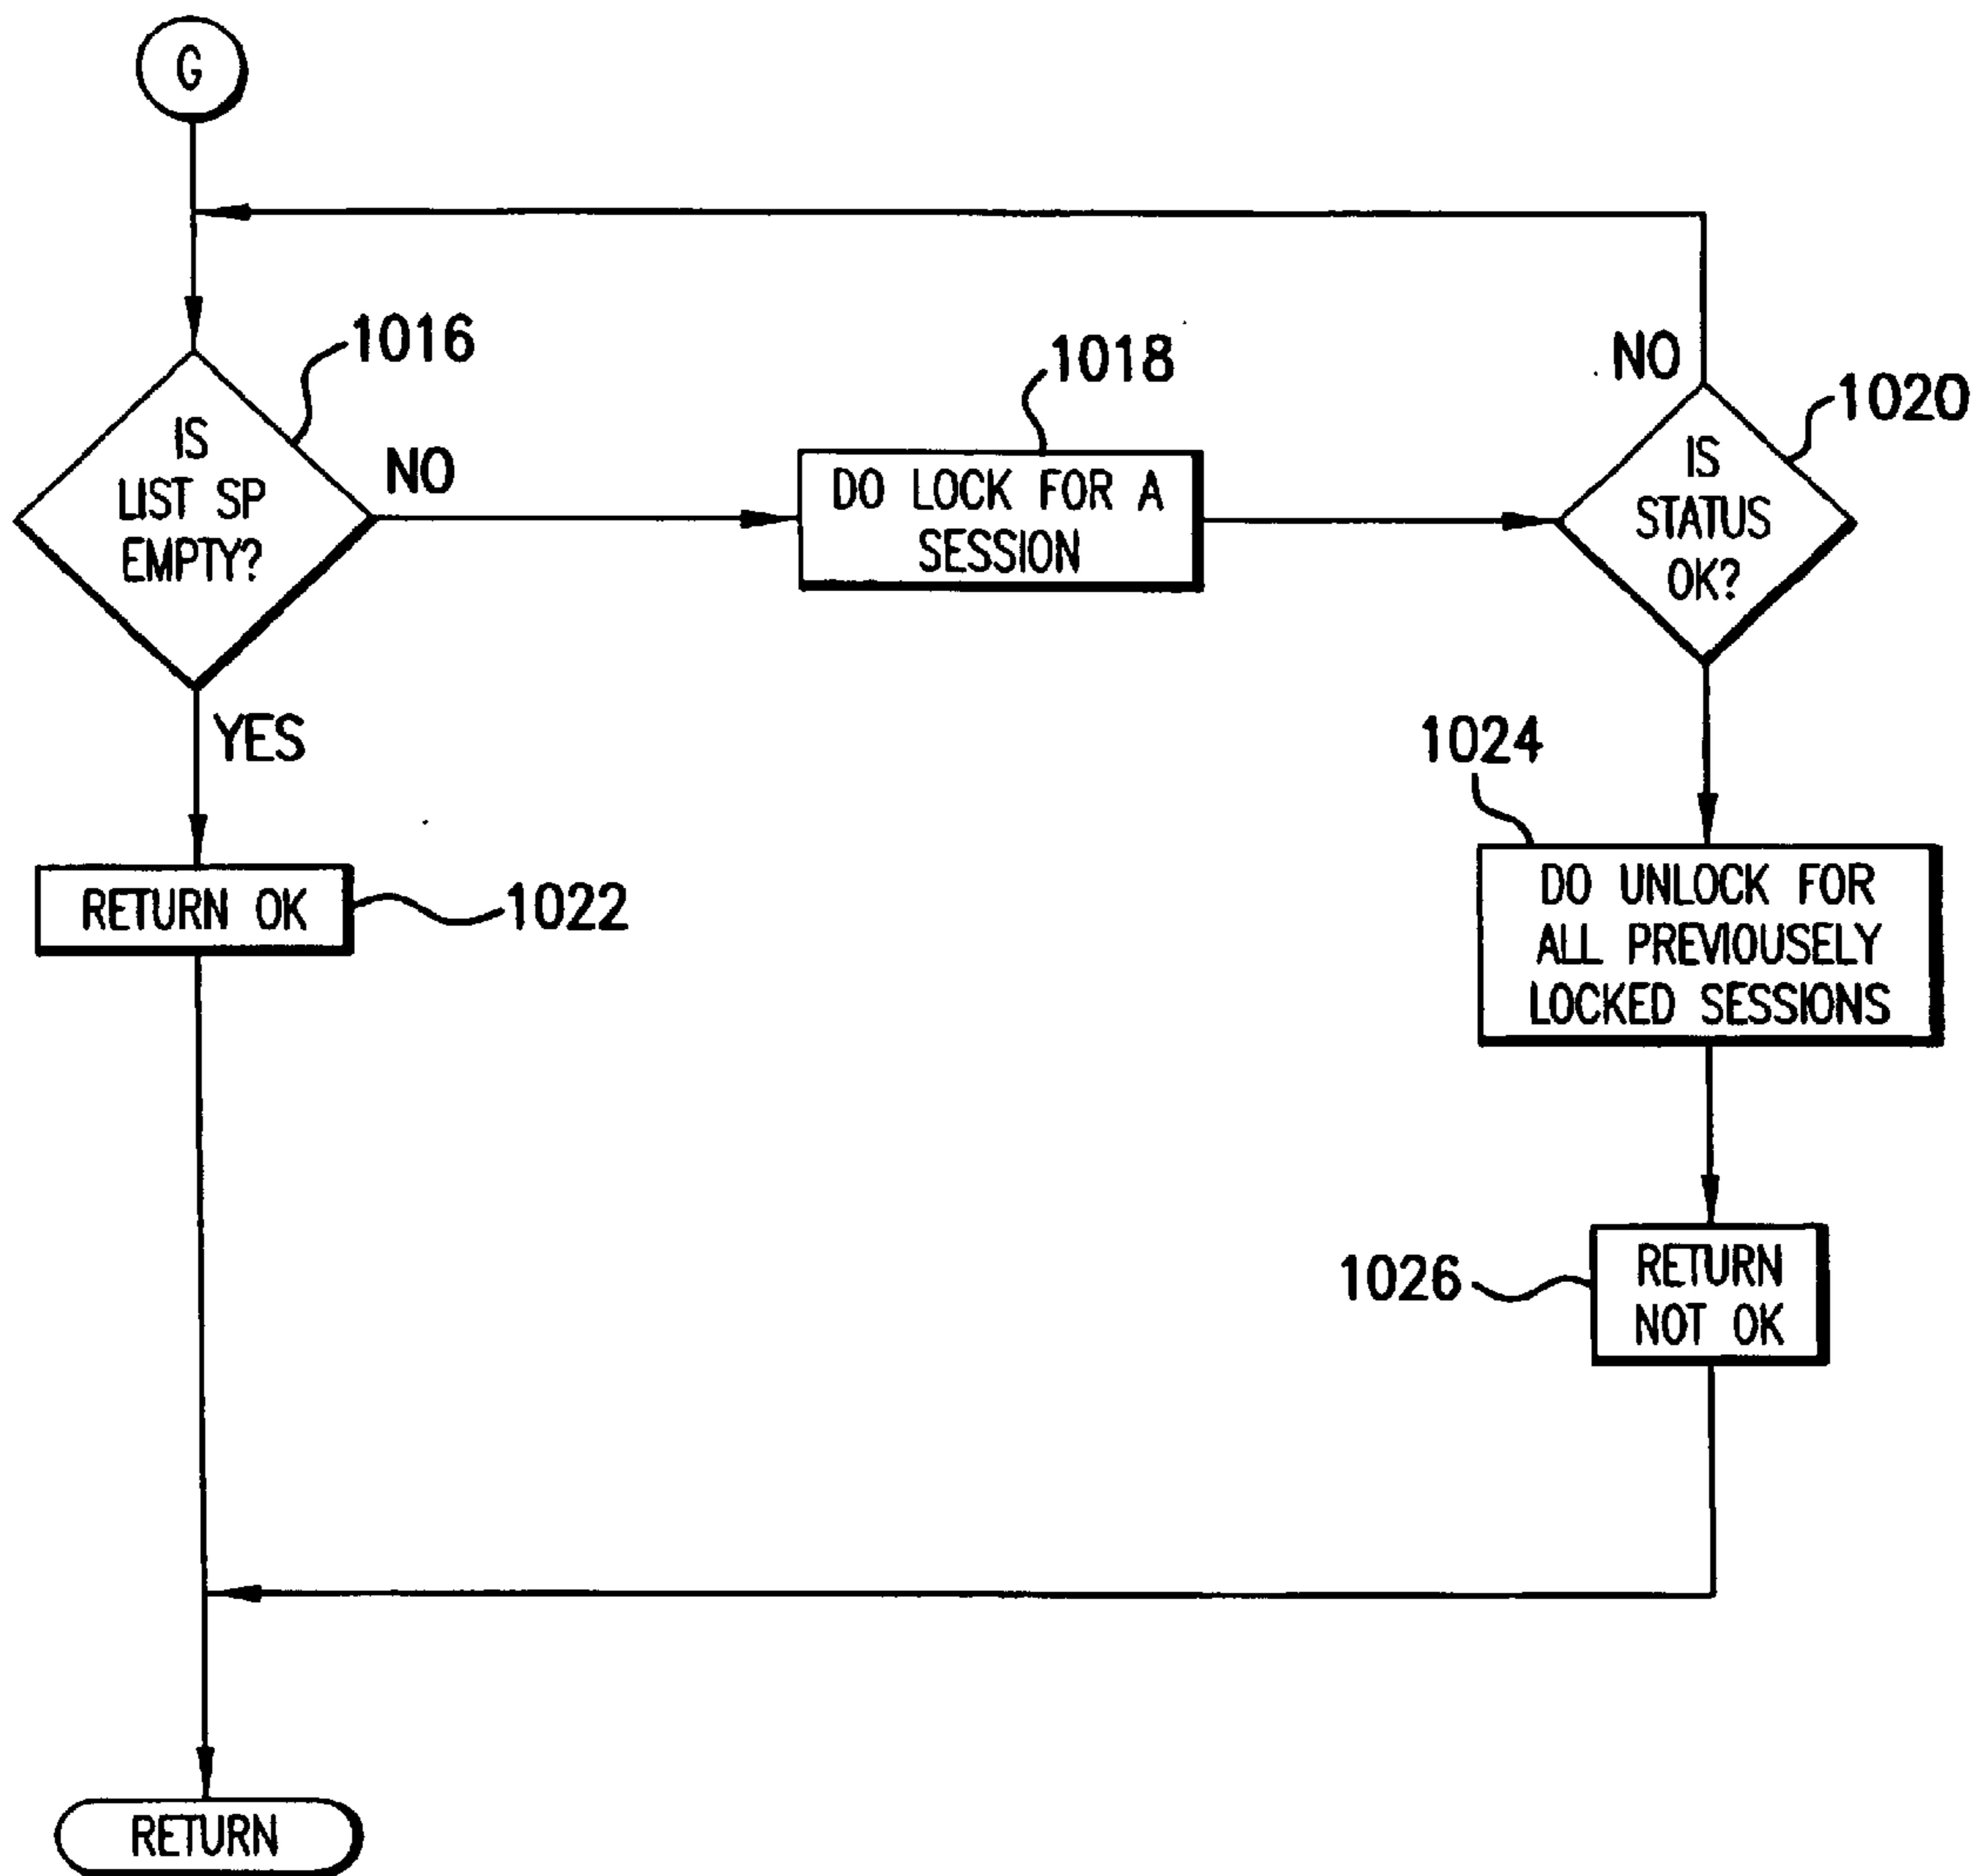 G
1016
IS
LIST SP
EMPTY?
NO
1018
DO LOCK FOR A
SESSION
NO
1020
IS
STATUS
OK?
YES
1022
RETURN OK
1024
DO UNLOCK FOR
ALL PREVIOUSELY
LOCKED SESSIONS
1026
RETURN
NOT OK
RETURN